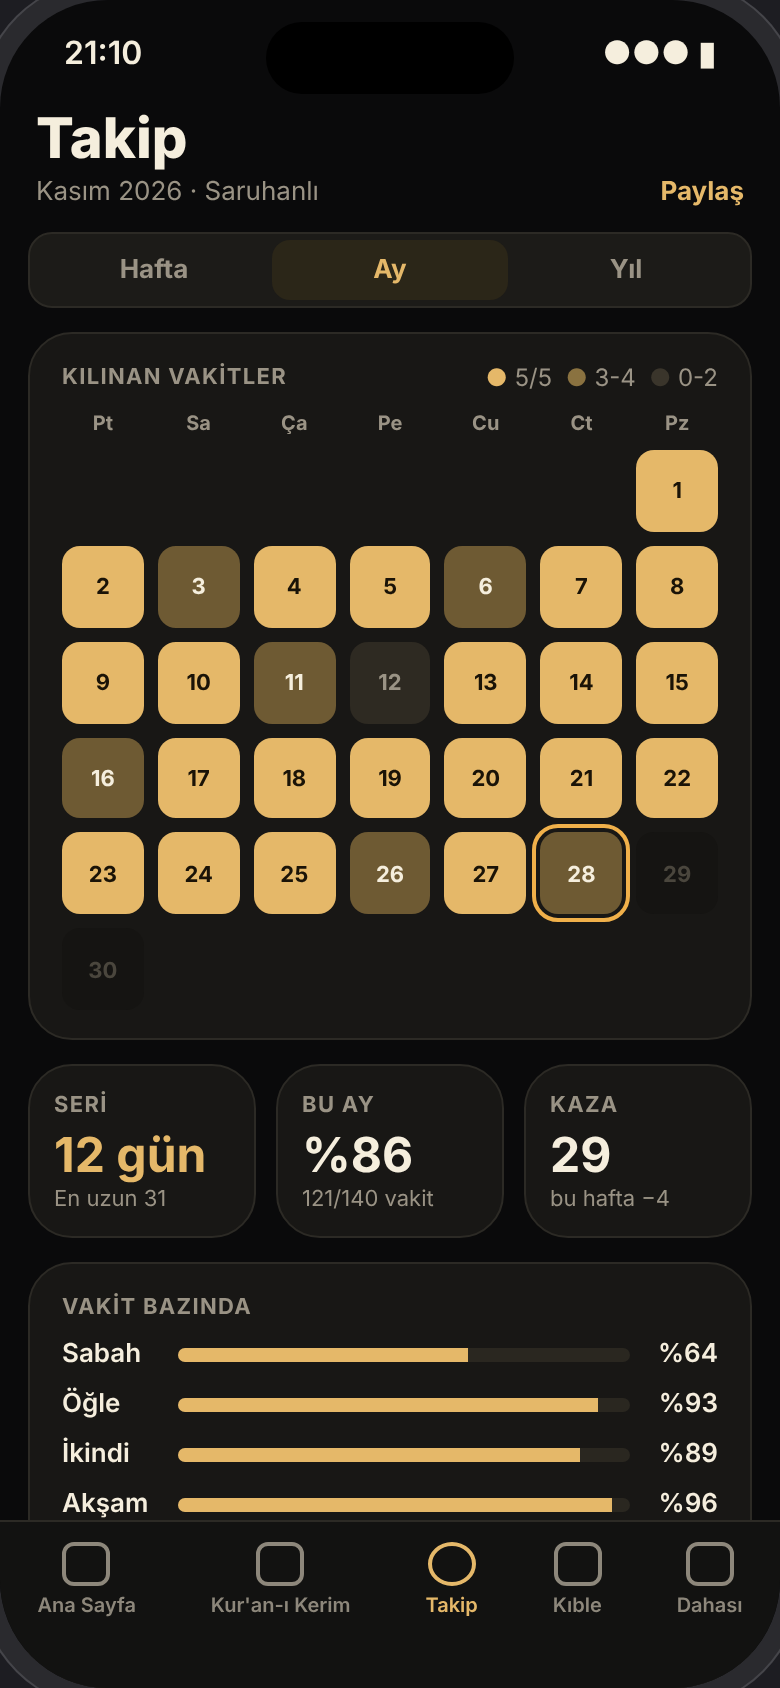 21:10
Takip
Kasım 2026 · Saruhanlı
Paylaş
Hafta Ay Yıl
KILINAN VAKİTLER 5/5 3-4 0-2
Pt Sa Ça Pe Cu Ct Pz
1
2 3 4 5 6 7 8
9 10 11 12 13 14 15
16 17 18 19 20 21 22
23 24 25 26 27 28 29
30
SERİ
12 gün
En uzun 31
BU AY
%86
121/140 vakit
KAZA
29
bu hafta −4
VAKİT BAZINDA
Sabah %64
Öğle %93
İkindi %89
Akşam %96
Ana Sayfa Kur'an-ı Kerim Takip Kıble Dahası